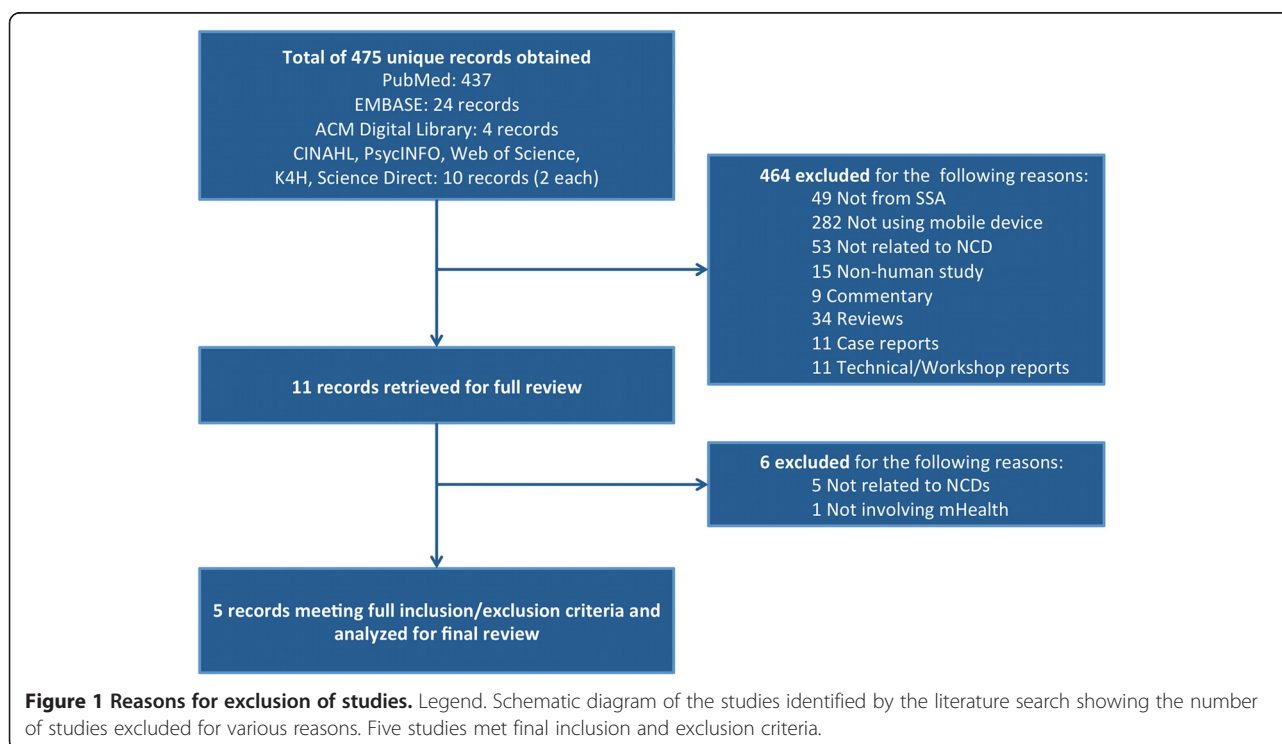 Total of 475 unique records obtained
PubMed: 437
EMBASE: 24 records
ACM Digital Library: 4 records
CINAHL, PsycINFO, Web of Science,
K4H, Science Direct: 10 records (2 each)
464 excluded for the following reasons:
49 Not from SSA
282 Not using mobile device
53 Not related to NCD
15 Non-human study
9 Commentary
34 Reviews
11 Case reports
11 Technical/Workshop reports
11 records retrieved for full review
6 excluded for the following reasons:
5 Not related to NCDs
1 Not involving mHealth
5 records meeting full inclusion/exclusion criteria and
analyzed for final review
Figure 1 Reasons for exclusion of studies. Legend. Schematic diagram of the studies identified by the literature search showing the number
of studies excluded for various reasons. Five studies met final inclusion and exclusion criteria.